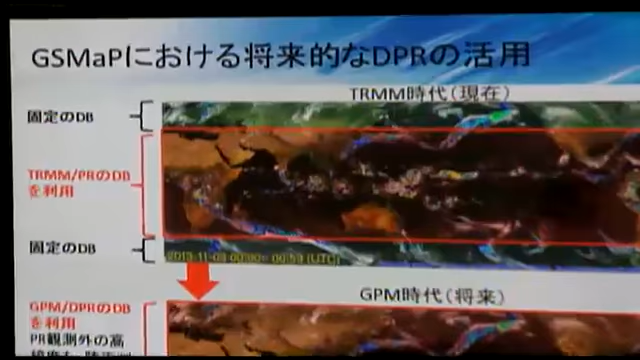 GSMaPにおける将来的なDPRの活用
TRMM時代(現在)
固定のDB
TRMM/PRのDB
を利用
固定のDB
2013-11-03 00:00- 00:59 (UTC)
GPM時代(将来)
GPM/DPRのDB
を利用
PR観測外の高